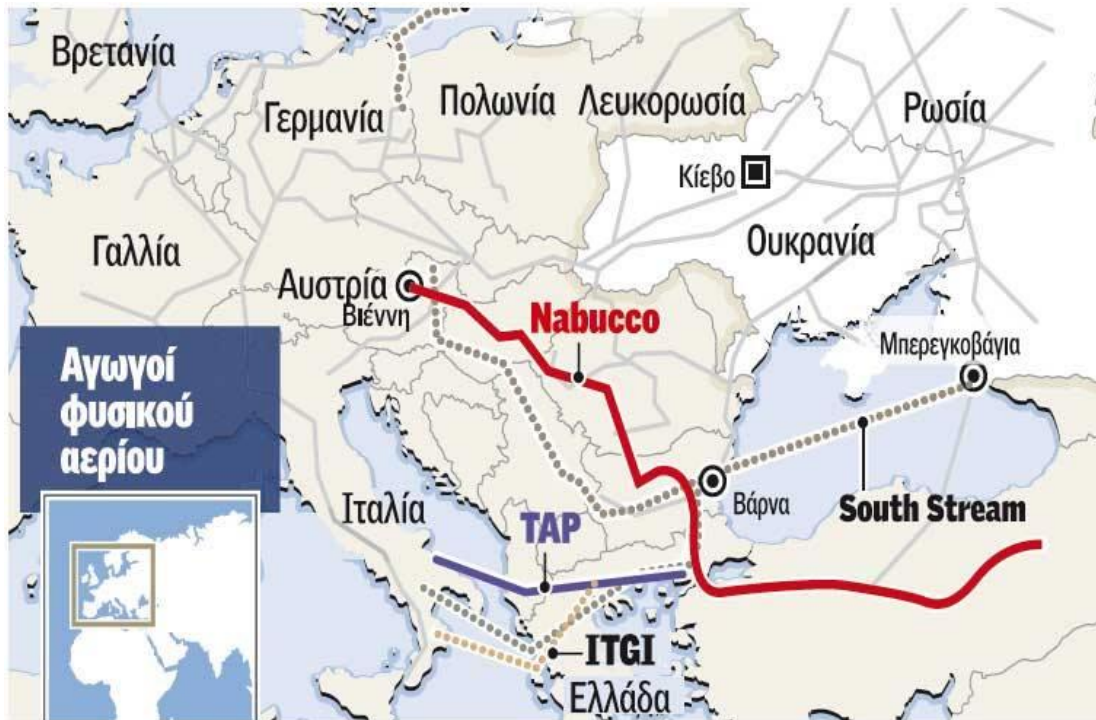 Βρετανία
Γερμανία
Πολωνία
Λευκορωσία
Ρωσία
Κίεβο
Γαλλία
Ουκρανία
Αυστρία
Βιέννη
Nabucco
Μπερεγκοβάγια
Αγωγοί
φυσικού
αερίου
Ιταλία
TAP
Βάρνα
South Stream
ITGI
Ελλάδα